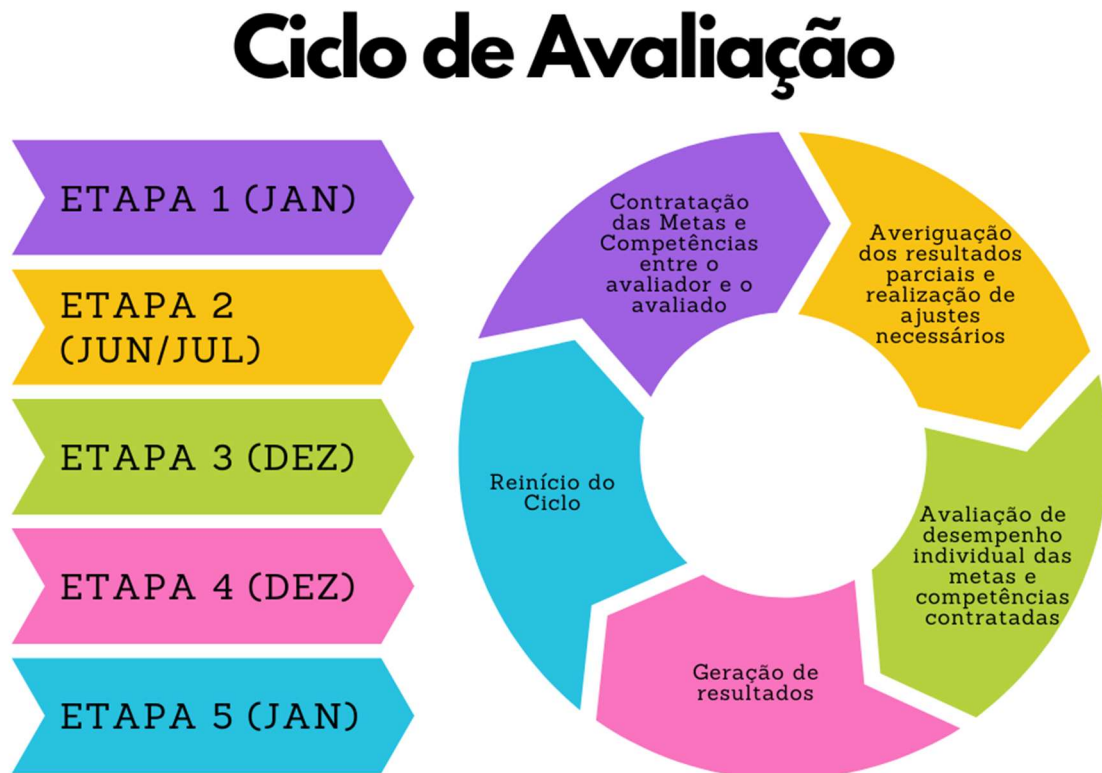 Ciclo de Avaliação
ETAPA 1 (JAN)
ETAPA 2
(JUN/JUL)
ETAPA 3 (DEZ)
ETAPA 4 (DEZ)
ETAPA 5 (JAN)
Contratação
das Metas e
Competências
entre o
avaliador e o
avaliado
Averiguação
dos resultados
parciais e
realização de
ajustes
necessários
Avaliação de
desempenho
individual das
metas e
competências
contratadas
Geração de
resultados
Reinício do
Ciclo